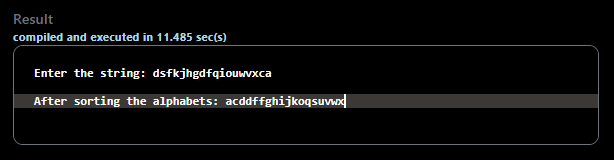 Result
compiled and executed in 11.485 sec(s)
Enter the string: dsfkjhgdfqiouwvxca
After sorting the alphabets: acddffghijkoqsuvwx